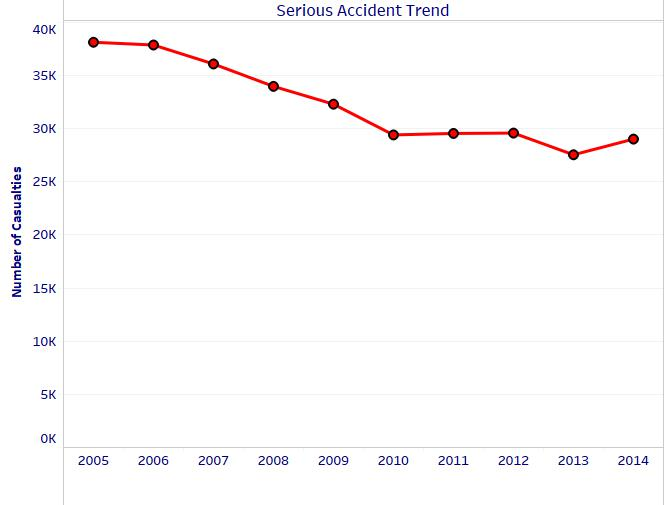 Serious Accident Trend
Number of Casualties
40K
35K
30K
25K
20K
15K
10K
5K
0K
2005 2006 2007 2008 2009 2010 2011 2012 2013 2014